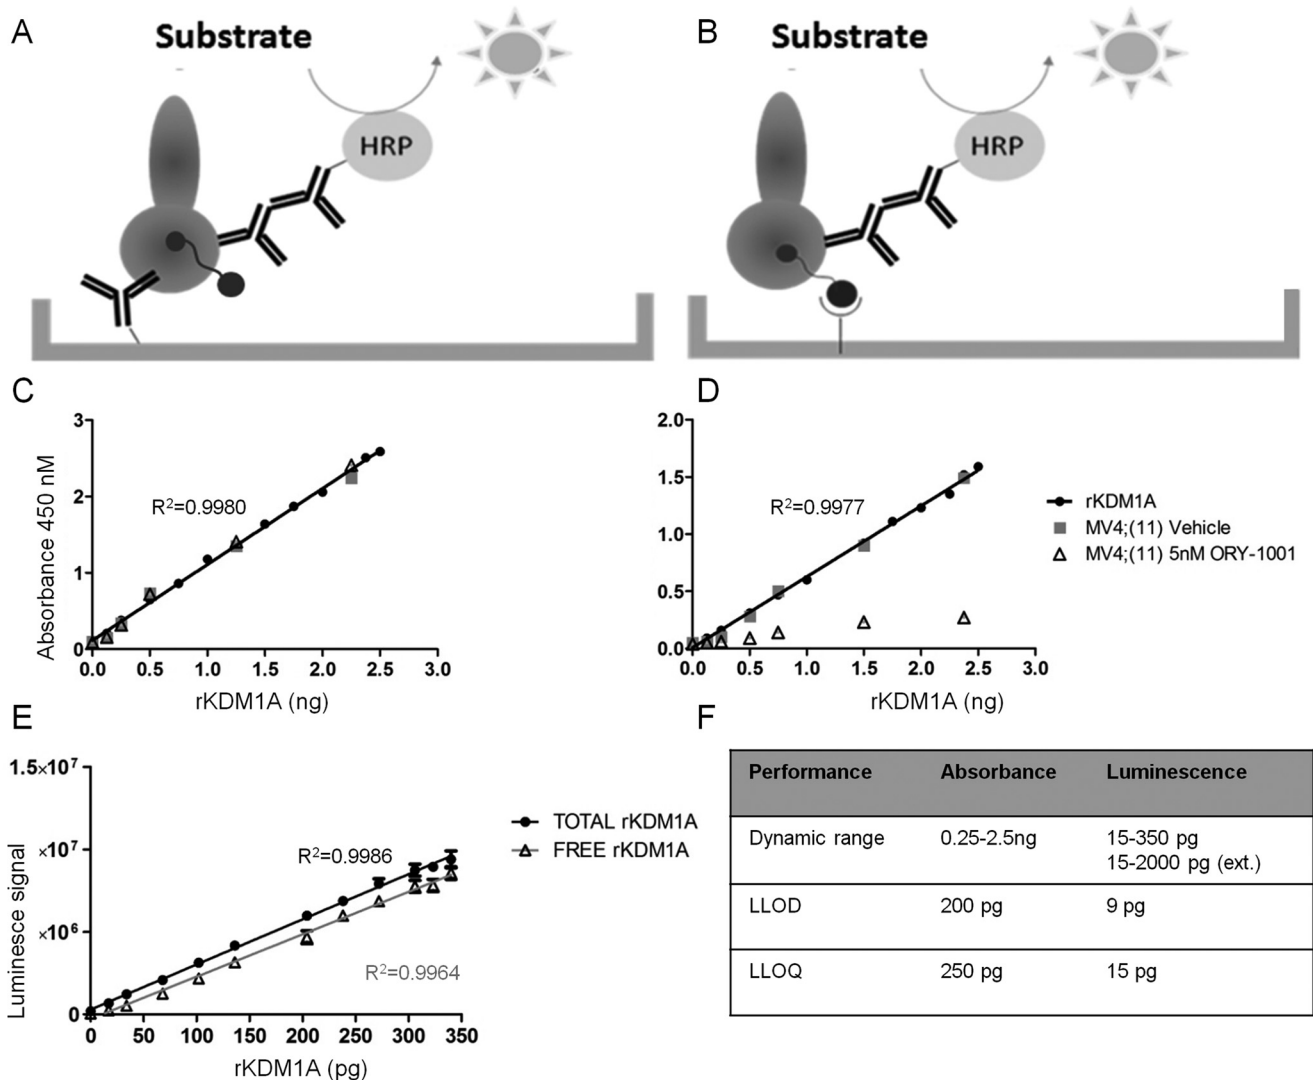 A
Substrate
HRP
B
Substrate
HRP
C
3
2
1
0
0.0 0.5 1.0 1.5 2.0 2.5 3.0
Absorbance 450 nM
R²=0.9980
rKDM1A (ng)
D
2.0
1.5
1.0
0.5
0.0
0.0 0.5 1.0 1.5 2.0 2.5 3.0
R²=0.9977
rKDM1A (ng)
rKDM1A
MV4;(11) Vehicle
MV4;(11) 5nM ORY-1001
E
1.5×10⁷
×10⁷
×10⁶
0
0 50 100 150 200 250 300 350
Luminesce signal
R²=0.9986
R²=0.9964
rKDM1A (pg)
TOTAL rKDM1A
FREE rKDM1A
F
Performance Absorbance Luminescence
Dynamic range 0.25-2.5ng 15-350 pg
15-2000 pg (ext.)
LLOD 200 pg 9 pg
LLOQ 250 pg 15 pg